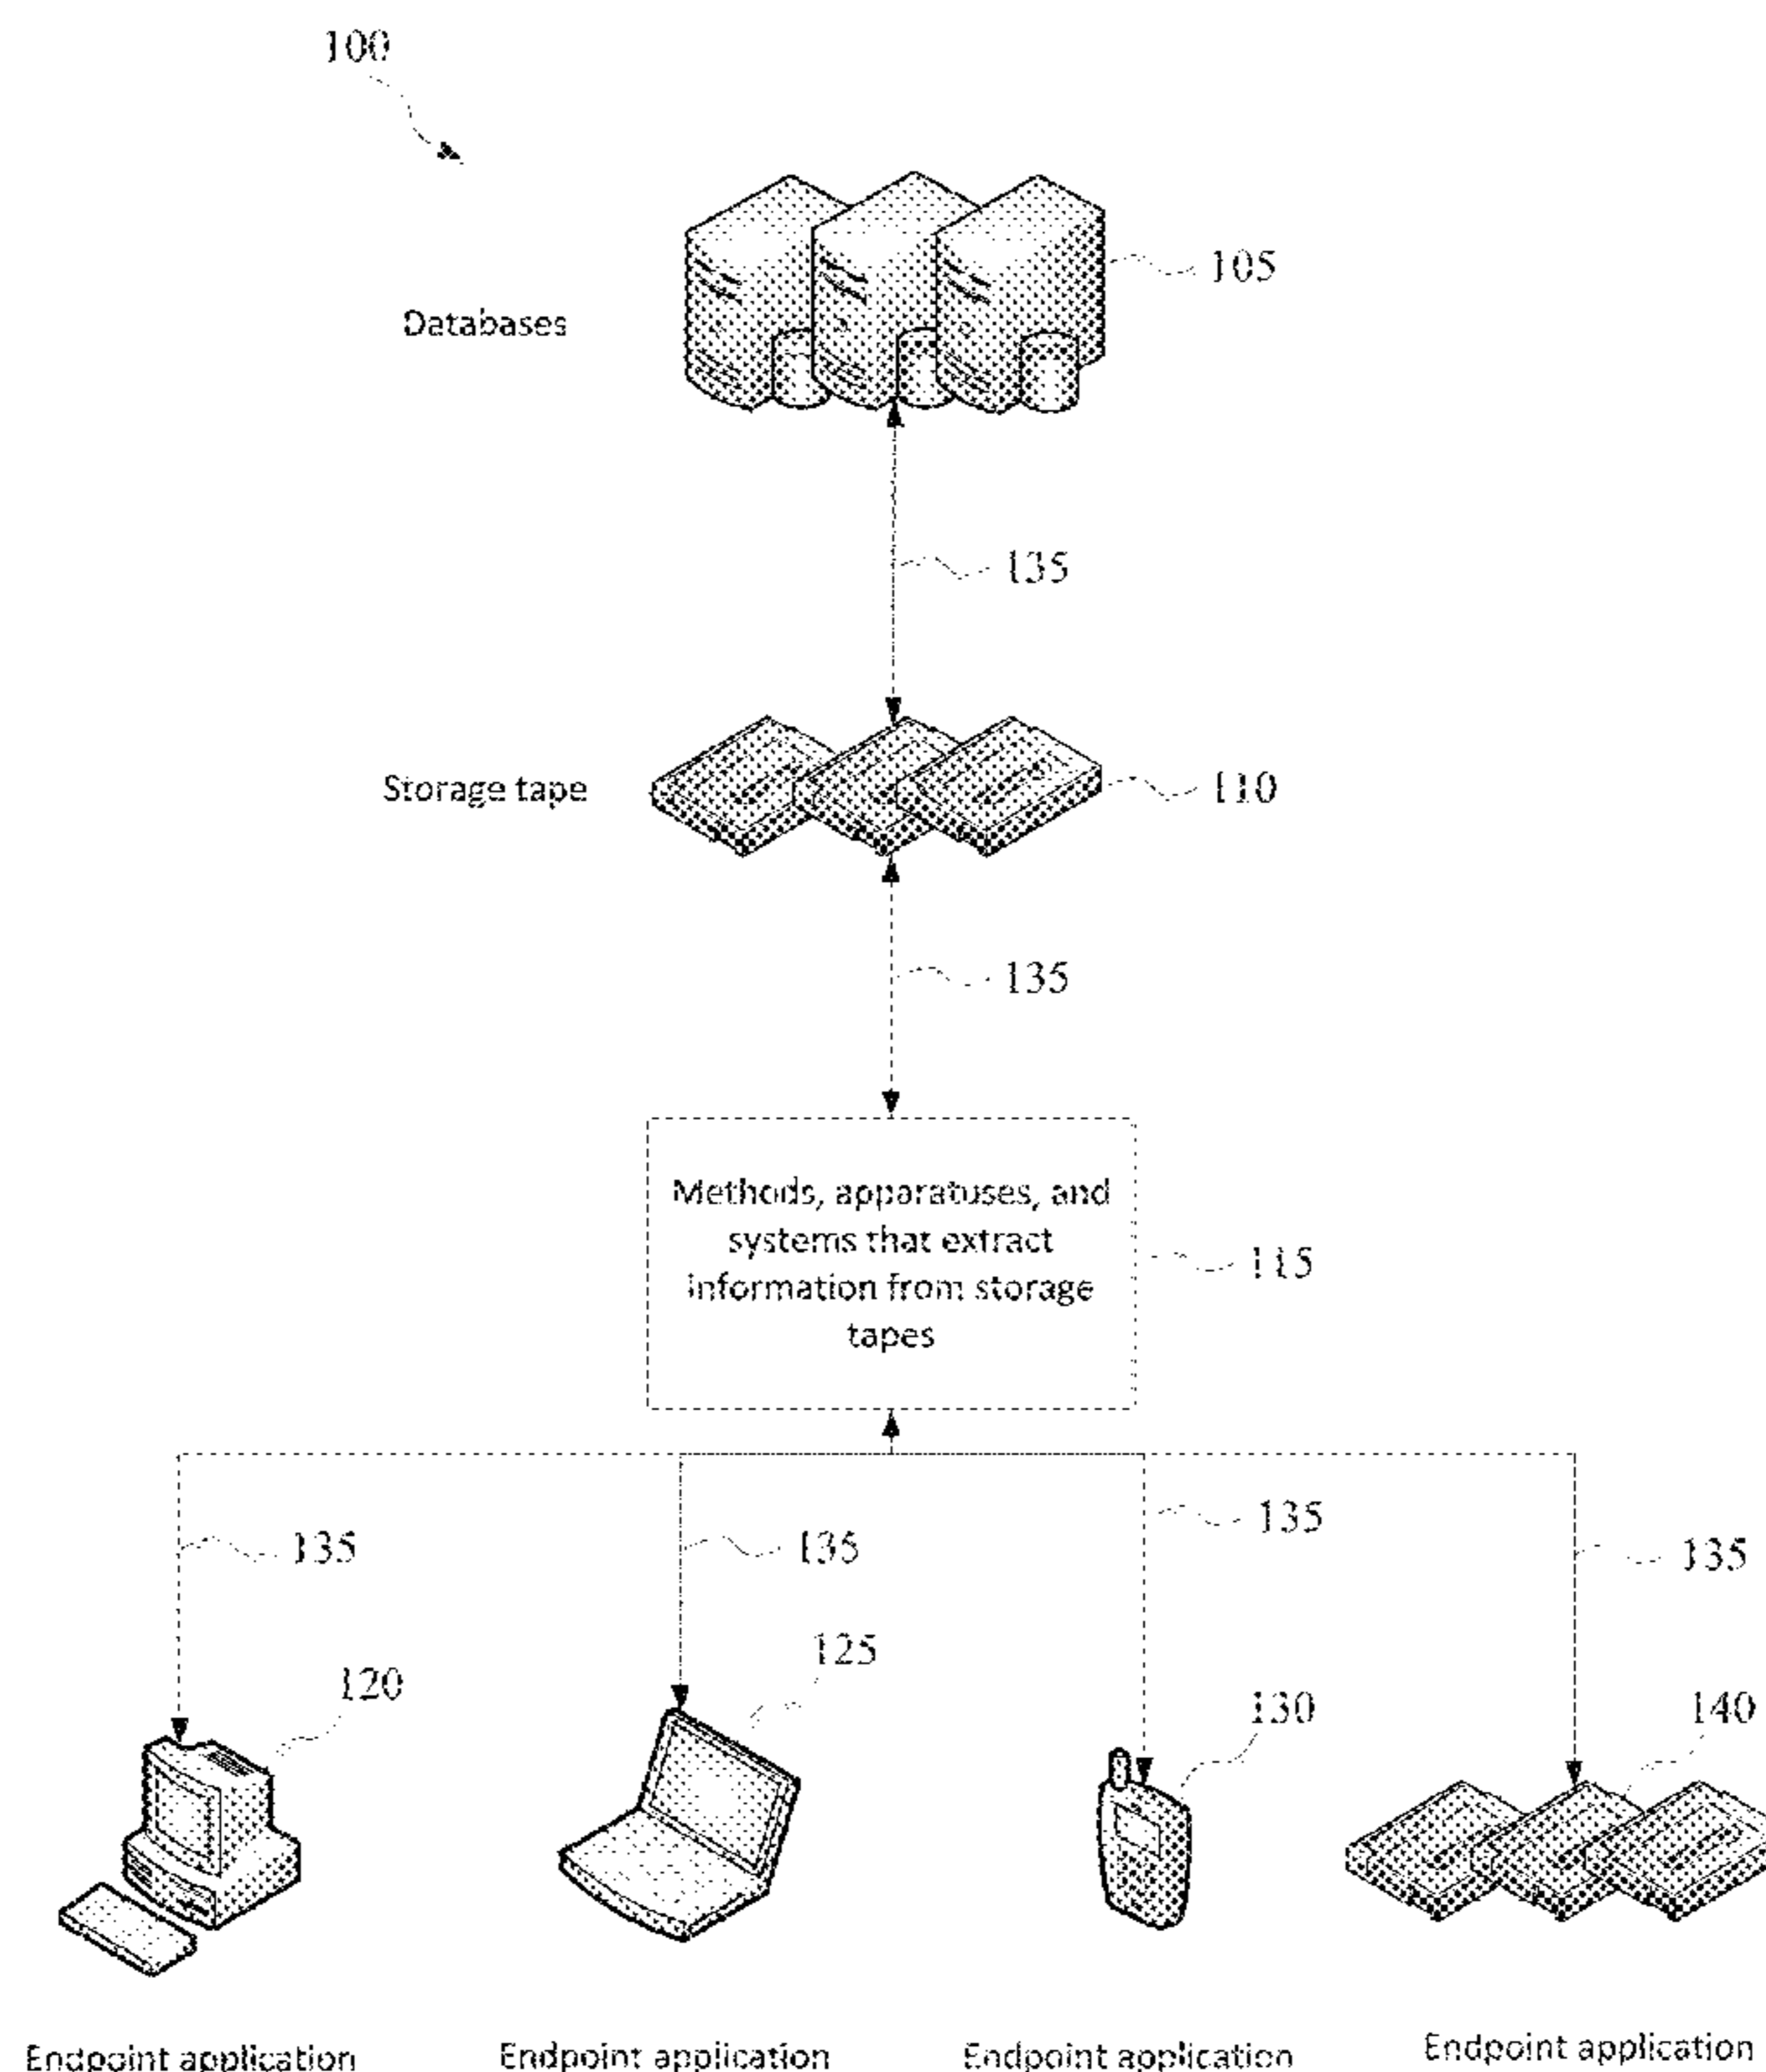 100
105
Databases
135
Storage tape
110
135
Methods, apparatuses, and
systems that extract
information from storage
tapes
115
135
135
135
135
120
125
130
140
Endpoint application
Endpoint application
Endpoint application
Endpoint application